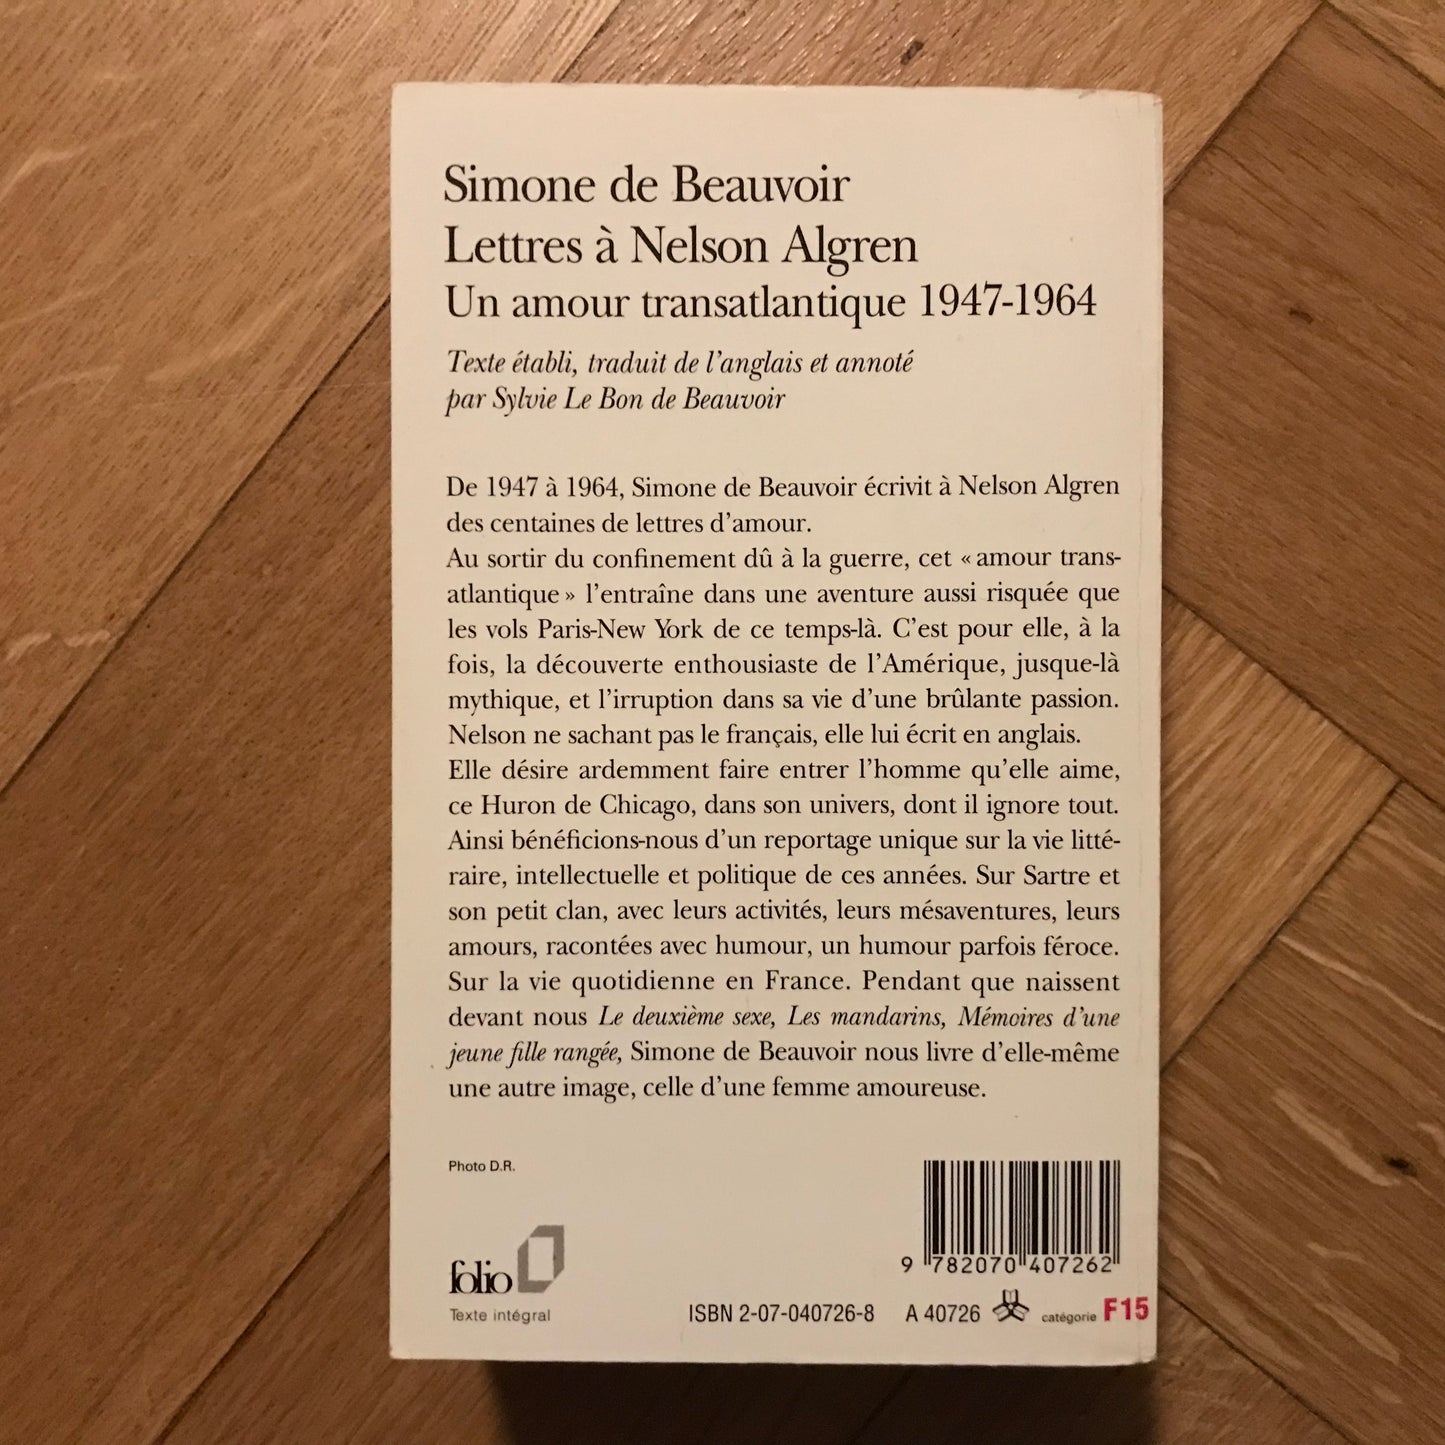 Simone de Beauvoir
Lettres à Nelson Algren
Un amour transatlantique 1947-1964
Texte établi, traduit de l'anglais et annoté
par Sylvie Le Bon de Beauvoir
De 1947 à 1964, Simone de Beauvoir écrivit à Nelson Algren
des centaines de lettres d'amour.
Au sortir du confinement dû à la guerre, cet « amour trans-
atlantique » l'entraîne dans une aventure aussi risquée que
les vols Paris-New York de ce temps-là. C'est pour elle, à la
fois, la découverte enthousiaste de l'Amérique, jusque-là
mythique, et l'irruption dans sa vie d'une brûlante passion.
Nelson ne sachant pas le français, elle lui écrit en anglais.
Elle désire ardemment faire entrer l'homme qu'elle aime,
ce Huron de Chicago, dans son univers, dont il ignore tout.
Ainsi bénéficions-nous d'un reportage unique sur la vie litté-
raire, intellectuelle et politique de ces années. Sur Sartre et
son petit clan, avec leurs activités, leurs mésaventures, leurs
amours, racontées avec humour, un humour parfois féroce.
Sur la vie quotidienne en France. Pendant que naissent
devant nous Le deuxième sexe, Les mandarins, Mémoires d'une
jeune fille rangée, Simone de Beauvoir nous livre d'elle-même
une autre image, celle d'une femme amoureuse.
Photo D.R.
folio
Texte intégral
9 782070 407262
ISBN 2-07-040726-8 A 40726 catégorie F15